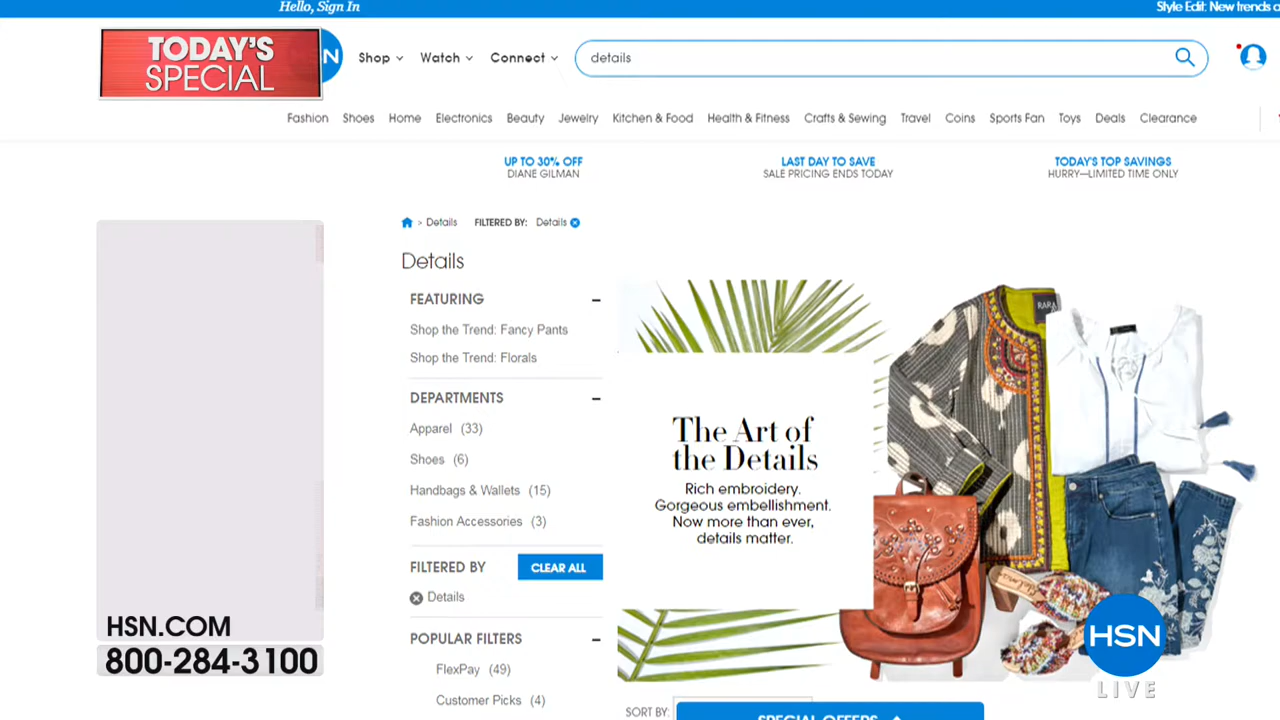 Hello, Sign In
Style Edit: New trends
TODAY'S
SPECIAL
N
Shop
Watch
Connect
details
Fashion
Shoes
Home
Electronics
Beauty
Jewelry
Kitchen & Food
Health & Fitness
Crafts & Sewing
Travel
Coins
Sports Fan
Toys
Deals
Clearance
UP TO 30% OFF
DIANE GILMAN
LAST DAY TO SAVE
SALE PRICING ENDS TODAY
TODAY'S TOP SAVINGS
HURRY—LIMITED TIME ONLY
> Details FILTERED BY: Details
Details
FEATURING
Shop the Trend: Fancy Pants
Shop the Trend: Florals
DEPARTMENTS
Apparel (33)
Shoes (6)
Handbags & Wallets (15)
Fashion Accessories (3)
FILTERED BY
CLEAR ALL
Details
POPULAR FILTERS
FlexPay (49)
Customer Picks (4)
The Art of
the Details
Rich embroidery.
Gorgeous embellishment.
Now more than ever,
details matter.
RARA
SORT BY:
SPECIAL OFFERS
HSN.COM
800-284-3100
HSN
LIVE